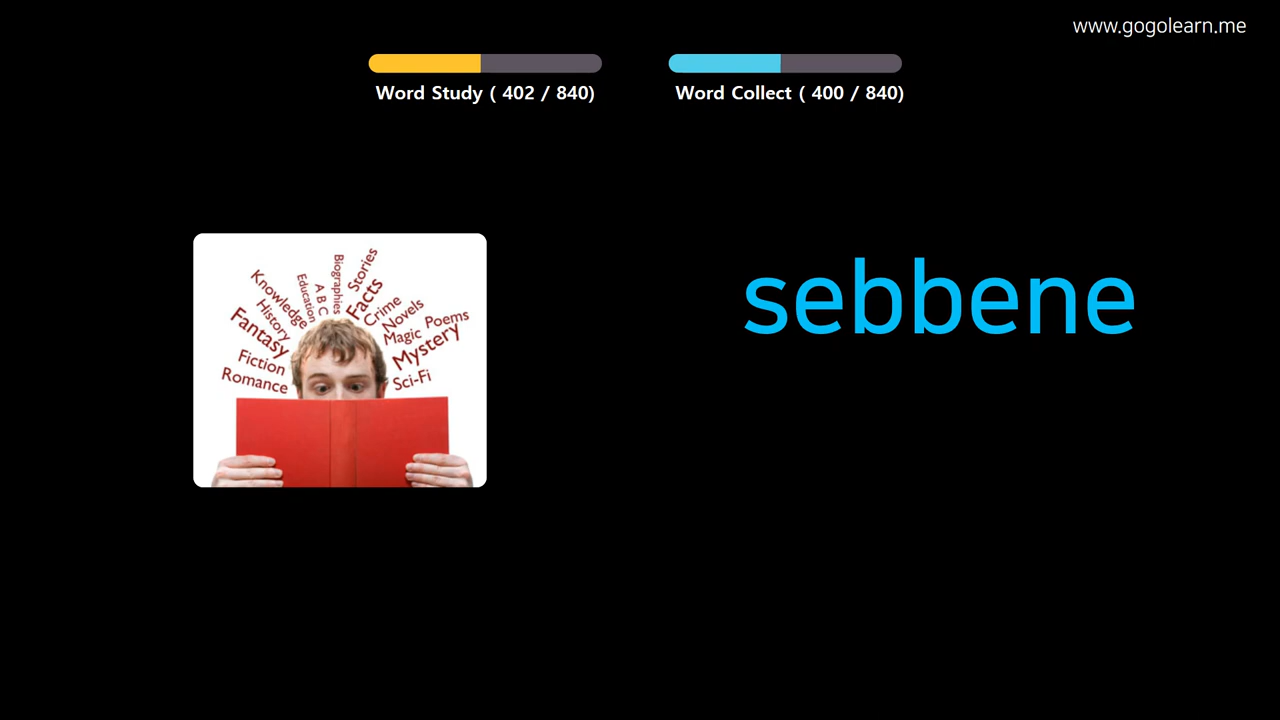 www.gogolearn.me
Word Study ( 402 / 840)
Word Collect ( 400 / 840)
sebbene
Knowledge
History
Fantasy
Fiction
Romance
Education
A B C
Biographies
Stories
Facts
Crime
Novels
Magic
Poems
Mystery
Sci-Fi